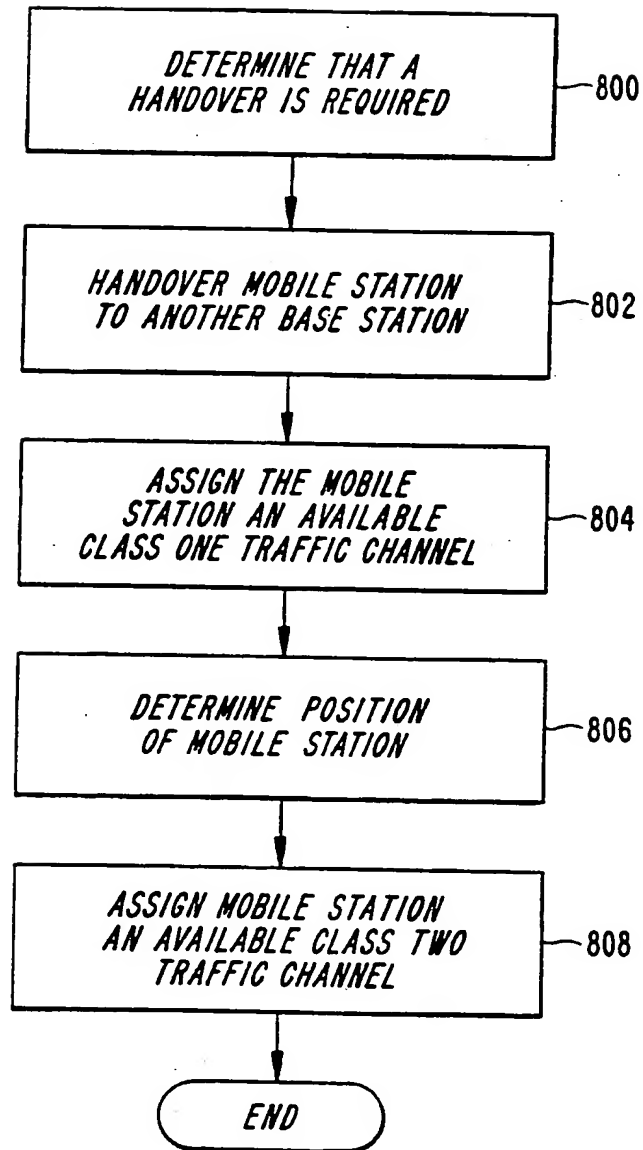 DETERMINE THAT A
HANDOVER IS REQUIRED
800
HANDOVER MOBILE STATION
TO ANOTHER BASE STATION
802
ASSIGN THE MOBILE
STATION AN AVAILABLE
CLASS ONE TRAFFIC CHANNEL
804
DETERMINE POSITION
OF MOBILE STATION
806
ASSIGN MOBILE STATION
AN AVAILABLE CLASS TWO
TRAFFIC CHANNEL
808
END